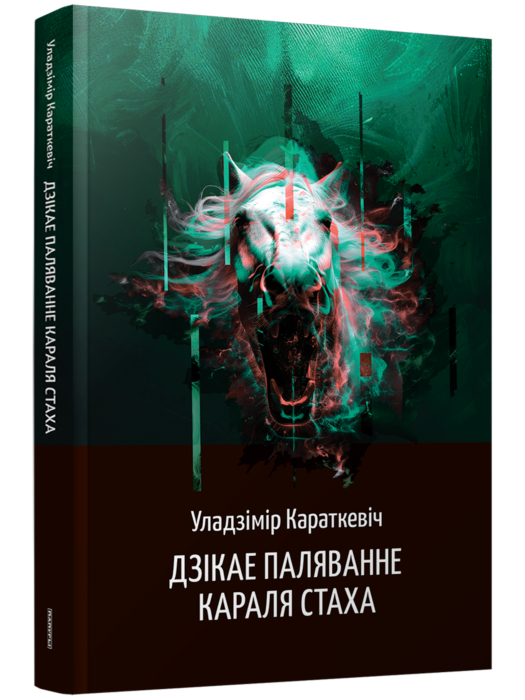 Уладзімір Караткевіч ДЗІКАЕ ПАЛЯВАННЕ КАРАЛЯ СТАХА
Уладзімір Караткевіч
ДЗІКАЕ ПАЛЯВАННЕ
КАРАЛЯ СТАХА